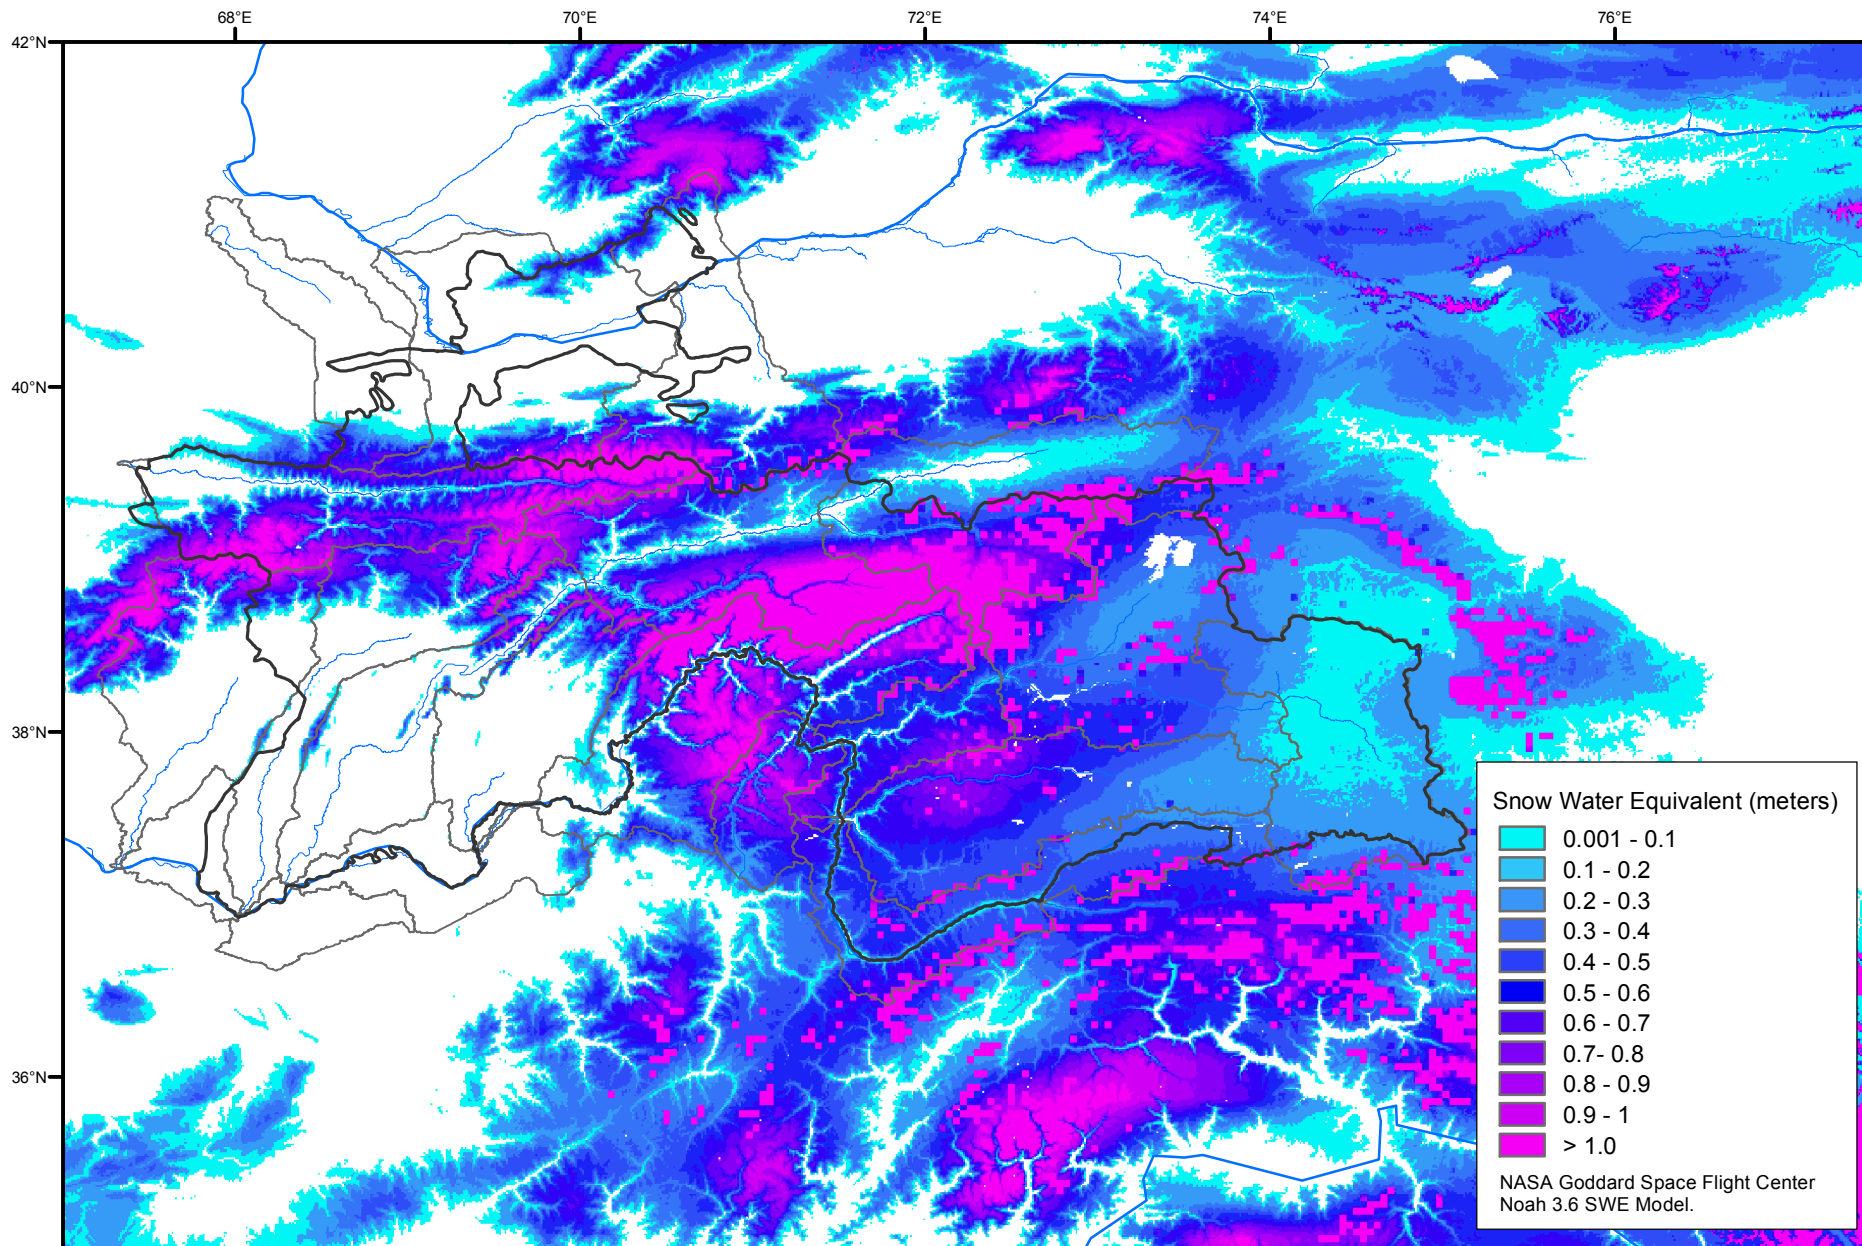 68°E
70°E
72°E
74°E
76°E
42°N
40°N
38°N
36°N
Snow Water Equivalent (meters)
0.001 - 0.1
0.1 - 0.2
0.2 - 0.3
0.3 - 0.4
0.4 - 0.5
0.5 - 0.6
0.6 - 0.7
0.7- 0.8
0.8 - 0.9
0.9 - 1
> 1.0
NASA Goddard Space Flight Center
Noah 3.6 SWE Model.